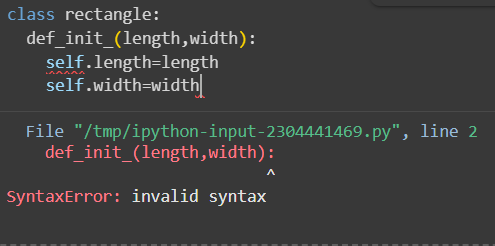 class rectangle:
def_init_(length,width):
self.length=length
self.width=width
File "/tmp/ipython-input-2304441469.py", line 2
def_init_(length,width):
^
SyntaxError: invalid syntax